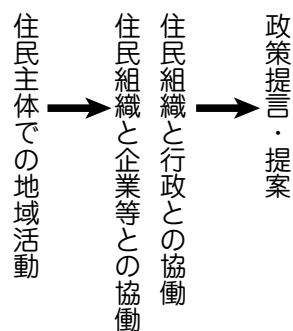 住民主体での地域活動
住民組織と行政との協働
住民組織と企業等との協働
政策提言・提案